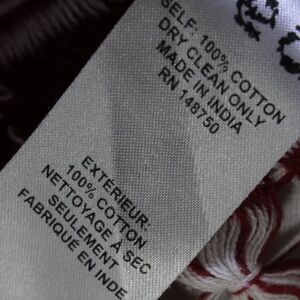 SELF: 100% COTTON
DRY CLEAN ONLY
MADE IN INDIA
RN 148750
EXTÉRIEUR:
100% COTTON
NETTOYAGE À SEC
SEULEMENT
FABRIQUÉ EN INDE